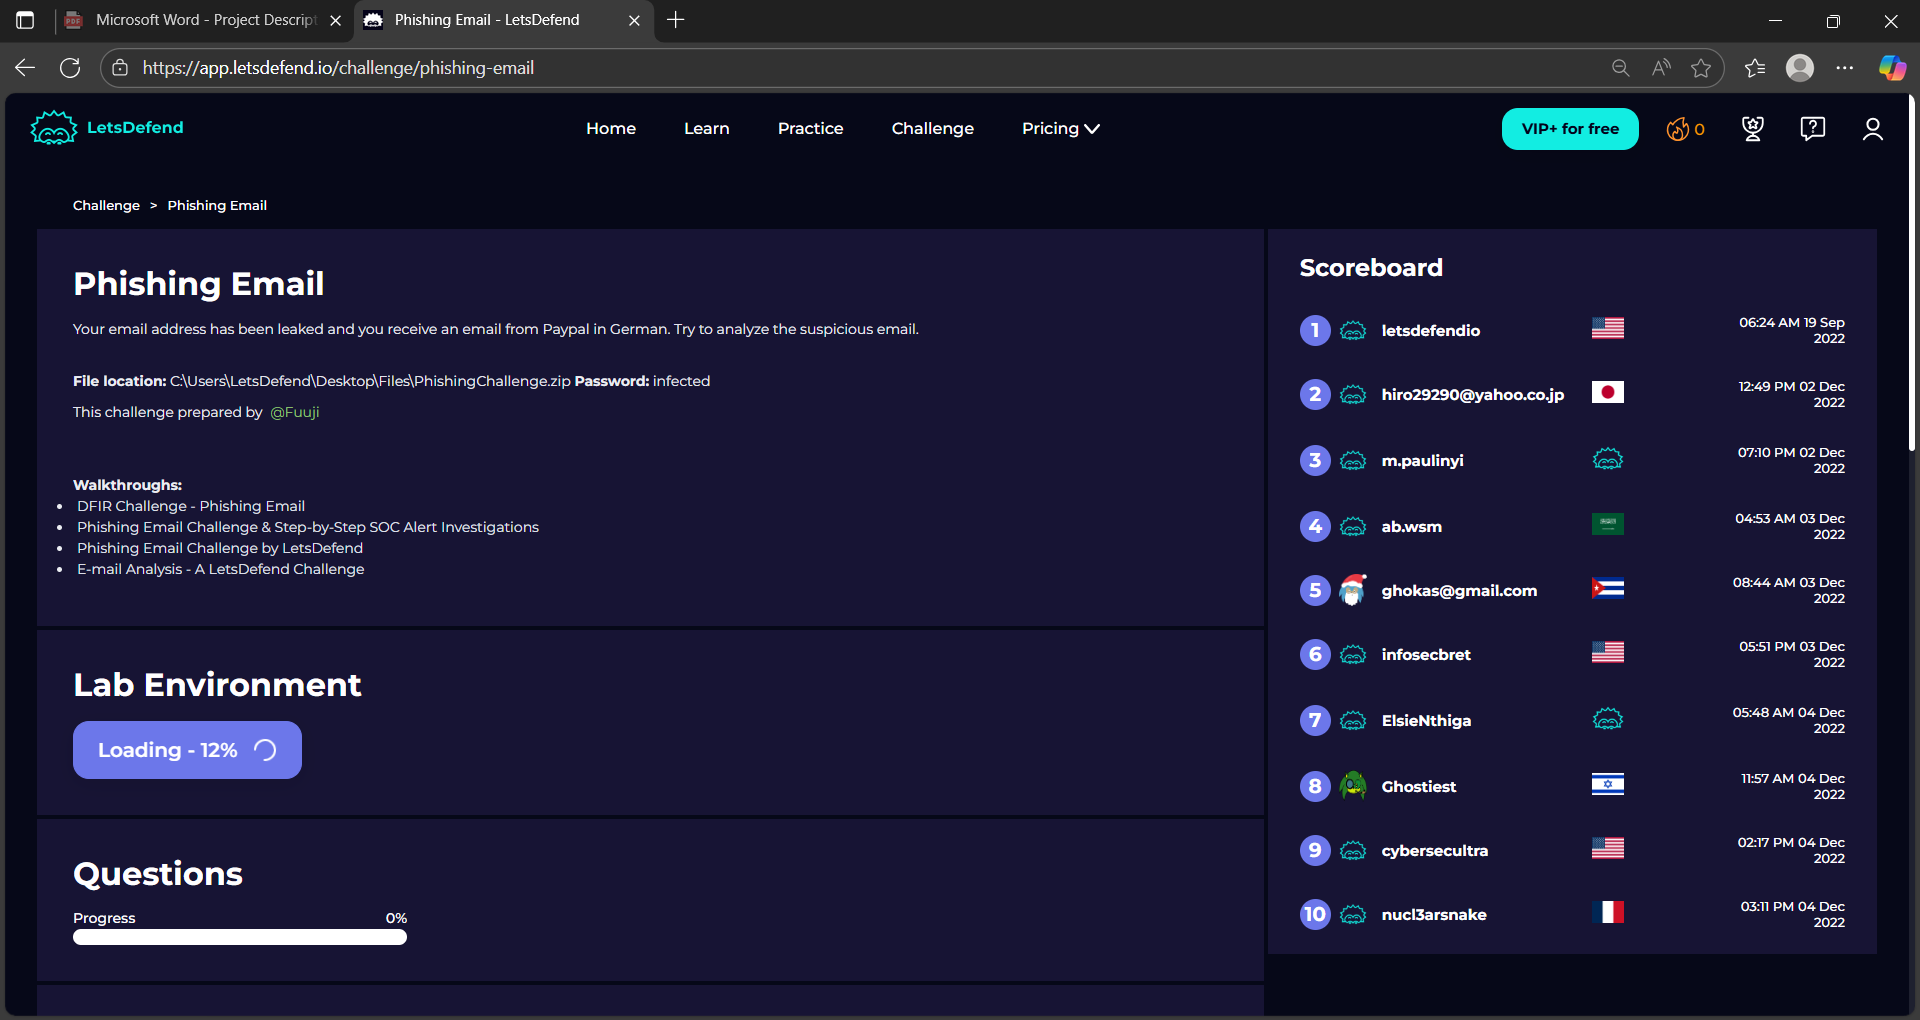 Microsoft Word - Project Descript
Phishing Email - LetsDefend
https://app.letsdefend.io/challenge/phishing-email
LetsDefend
Home
Learn
Practice
Challenge
Pricing
VIP+ for free
0
Challenge > Phishing Email
Phishing Email
Your email address has been leaked and you receive an email from Paypal in German. Try to analyze the suspicious email.
File location: C:\Users\LetsDefend\Desktop\Files\PhishingChallenge.zip Password: infected
This challenge prepared by @Fuuji
Walkthroughs:
DFIR Challenge - Phishing Email
Phishing Email Challenge & Step-by-Step SOC Alert Investigations
Phishing Email Challenge by LetsDefend
E-mail Analysis - A LetsDefend Challenge
Lab Environment
Loading - 12%
Questions
Progress 0%
Scoreboard
1 letsdefendio 06:24 AM 19 Sep
2022
2 hiro29290@yahoo.co.jp 12:49 PM 02 Dec
2022
3 m.paulinyi 07:10 PM 02 Dec
2022
4 ab.wsm 04:53 AM 03 Dec
2022
5 ghokas@gmail.com 08:44 AM 03 Dec
2022
6 infosecbret 05:51 PM 03 Dec
2022
7 ElsieNthiga 05:48 AM 04 Dec
2022
8 Ghostiest 11:57 AM 04 Dec
2022
9 cybersecultra 02:17 PM 04 Dec
2022
10 nucl3arsnake 03:11 PM 04 Dec
2022